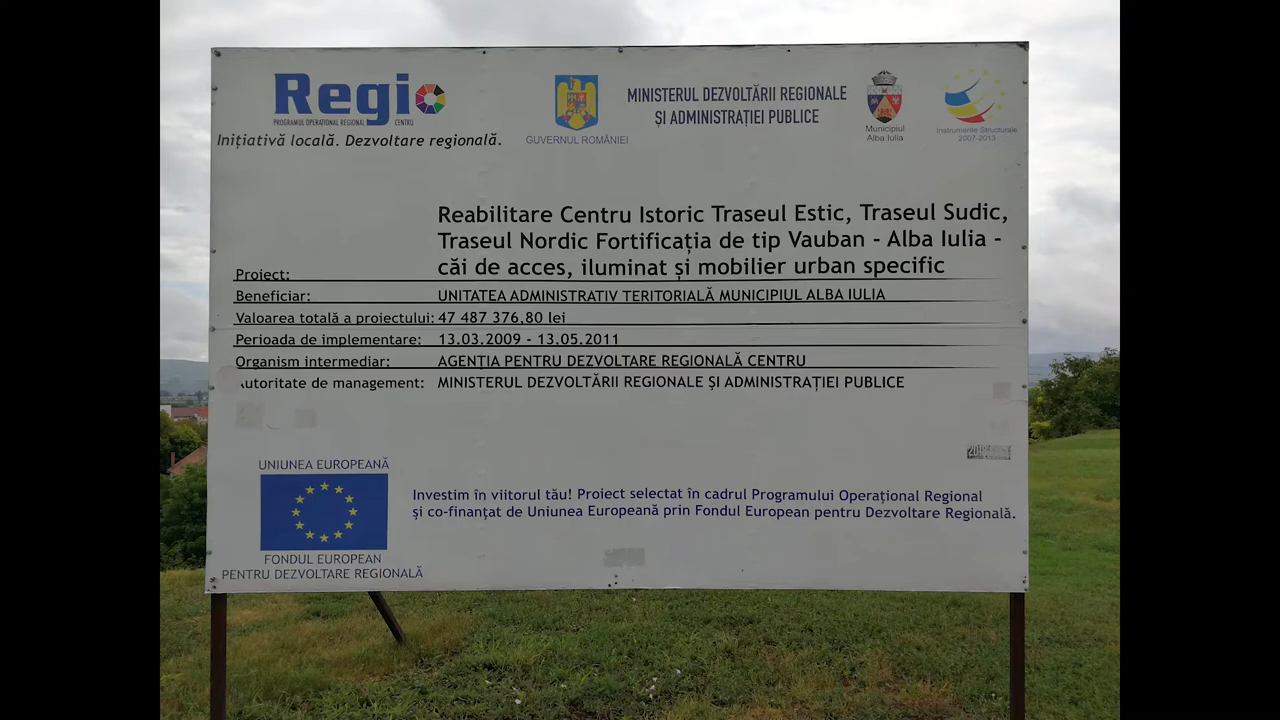 Regio
PROGRAMUL OPERAȚIONAL REGIONAL CENTRU
Inițiativă locală. Dezvoltare regională.
GUVERNUL ROMÂNIEI
MINISTERUL DEZVOLTĂRII REGIONALE
ȘI ADMINISTRAȚIEI PUBLICE
Municipiul
Alba Iulia
Instrumente Structurale
2007-2013
Reabilitare Centru Istoric Traseul Estic, Traseul Sudic,
Traseul Nordic Fortificația de tip Vauban - Alba Iulia -
Proiect: căi de acces, iluminat și mobilier urban specific
Beneficiar: UNITATEA ADMINISTRATIV TERITORIALĂ MUNICIPIUL ALBA IULIA
Valoarea totală a proiectului: 47 487 376,80 lei
Perioada de implementare: 13.03.2009 - 13.05.2011
Organism intermediar: AGENȚIA PENTRU DEZVOLTARE REGIONALĂ CENTRU
Autoritate de management: MINISTERUL DEZVOLTĂRII REGIONALE ȘI ADMINISTRAȚIEI PUBLICE
UNIUNEA EUROPEANĂ
Investim în viitorul tău! Proiect selectat în cadrul Programului Operațional Regional
și co-finanțat de Uniunea Europeană prin Fondul European pentru Dezvoltare Regională.
FONDUL EUROPEAN
PENTRU DEZVOLTARE REGIONALĂ